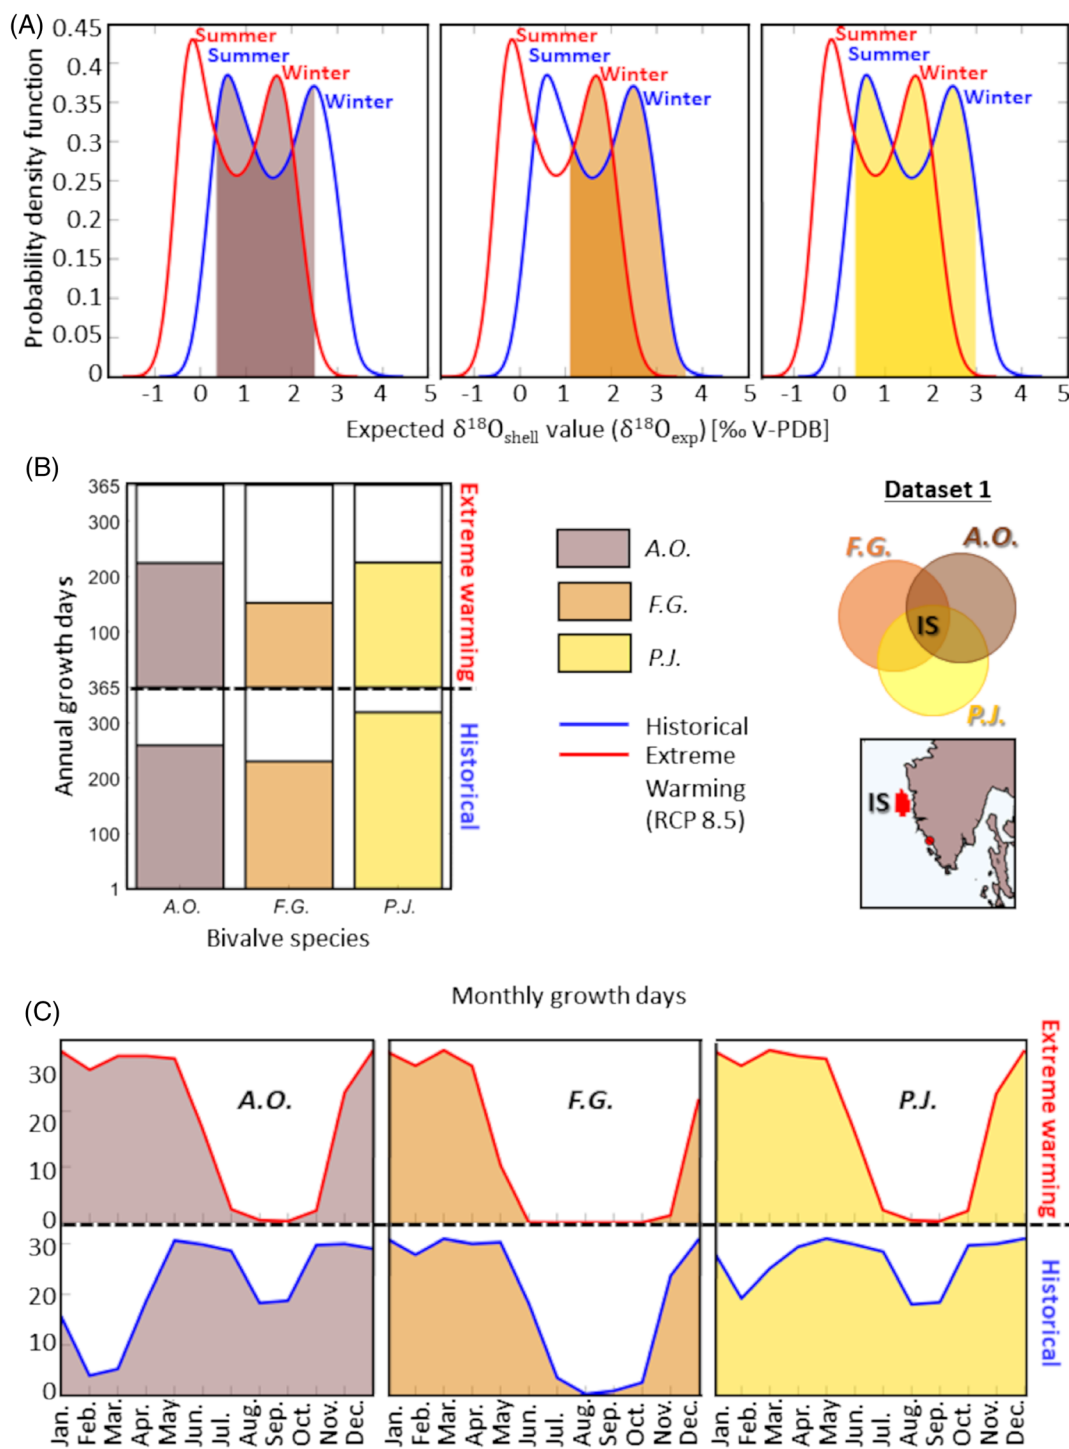 (A)
0.45
0.4
0.35
0.3
0.25
0.2
0.15
0.1
0.05
0
Probability density function
Summer
Summer
Winter
Winter
Summer
Summer
Winter
Winter
Summer
Summer
Winter
Winter
-1 0 1 2 3 4 5
-1 0 1 2 3 4 5
-1 0 1 2 3 4 5
Expected δ¹⁸Oshell value (δ¹⁸Oexp) [‰ V-PDB]
(B)
Annual growth days
365
300
200
100
365
300
200
100
1
Extreme warming
Historical
A.O. F.G. P.J.
Bivalve species
A.O.
F.G.
P.J.
Historical
Extreme
Warming
(RCP 8.5)
Dataset 1
F.G.
A.O.
IS
P.J.
IS
(C)
Monthly growth days
30
20
10
0
30
20
10
0
A.O.
F.G.
P.J.
Extreme warming
Historical
Jan. Feb. Mar. Apr. May Jun. Jul. Aug. Sep. Oct. Nov. Dec.
Jan. Feb. Mar. Apr. May. Jun. Jul. Aug. Sep. Oct. Nov. Dec.
Jan. Feb. Mar. Apr. May. Jun. Jul. Aug. Sep. Oct. Nov. Dec.